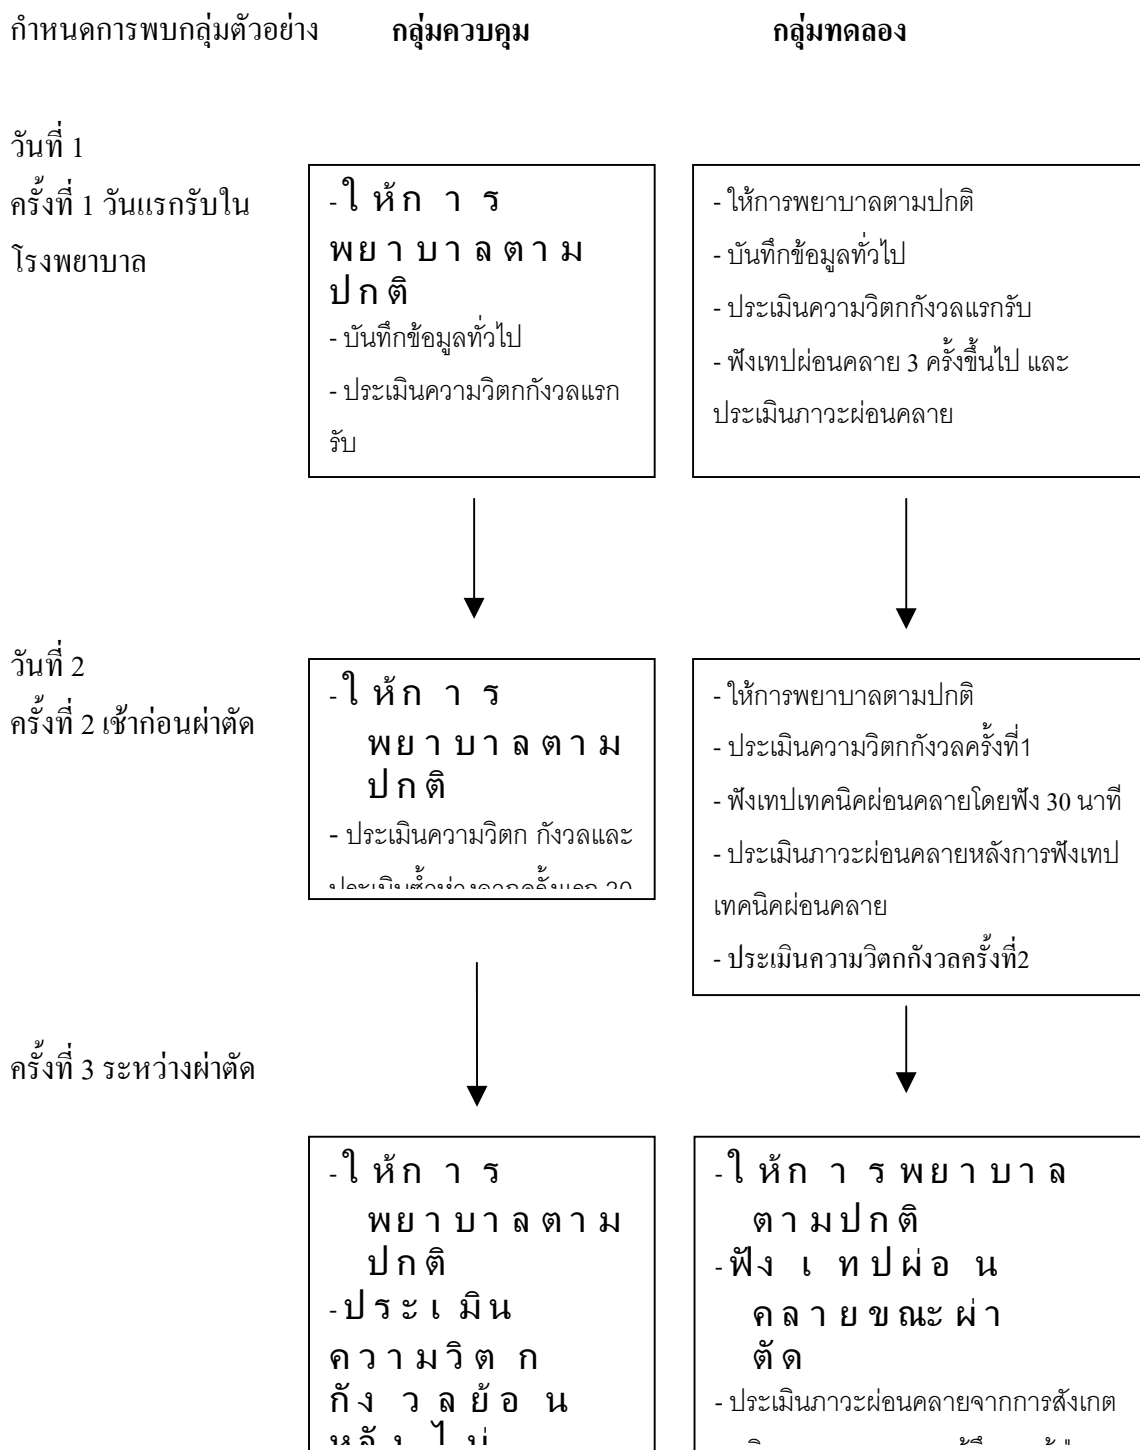 กำหนดการพบกลุ่มตัวอย่าง กลุ่มควบคุม กลุ่มทดลอง
วันที่ 1
ครั้งที่ 1 วันแรกรับใน
โรงพยาบาล
-ให้การ
พยาบาลตาม
ปกติ
- บันทึกข้อมูลทั่วไป
- ประเมินความวิตกกังวลแรก
รับ
- ให้การพยาบาลตามปกติ
- บันทึกข้อมูลทั่วไป
- ประเมินความวิตกกังวลแรกรับ
- ฟังเทปผ่อนคลาย 3 ครั้งขึ้นไป และ
ประเมินภาวะผ่อนคลาย
วันที่ 2
ครั้งที่ 2 เช้าก่อนผ่าตัด
-ให้การ
พยาบาลตาม
ปกติ
- ประเมินความวิตก กังวลและ
ประเมินซ้ำห่างจากครั้งแรก 30
- ให้การพยาบาลตามปกติ
- ประเมินความวิตกกังวลครั้งที่1
- ฟังเทปเทคนิคผ่อนคลายโดยฟัง 30 นาที
- ประเมินภาวะผ่อนคลายหลังการฟังเทป
เทคนิคผ่อนคลาย
- ประเมินความวิตกกังวลครั้งที่2
ครั้งที่ 3 ระหว่างผ่าตัด
-ให้การ
พยาบาลตาม
ปกติ
-ประเมิน
ความวิตก
กังวลย้อน
-ให้การพยาบาล
ตามปกติ
-ฟังเทปผ่อน
คลายขณะผ่า
ตัด
- ประเมินภาวะผ่อนคลายจากการสังเกต